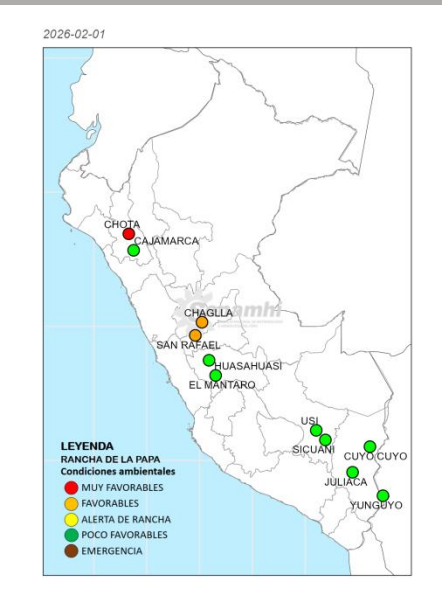 2026-02-01
CHOTA
CAJAMARCA
CHAGLLA
Senamhi
SAN RAFAEL
HUASAHUASI
EL MANTARO
USI
SICUANI
CUYO CUYO
JULIACA
YUNGUYO
LEYENDA
RANCHA DE LA PAPA
Condiciones ambientales
MUY FAVORABLES
FAVORABLES
ALERTA DE RANCHA
POCO FAVORABLES
EMERGENCIA